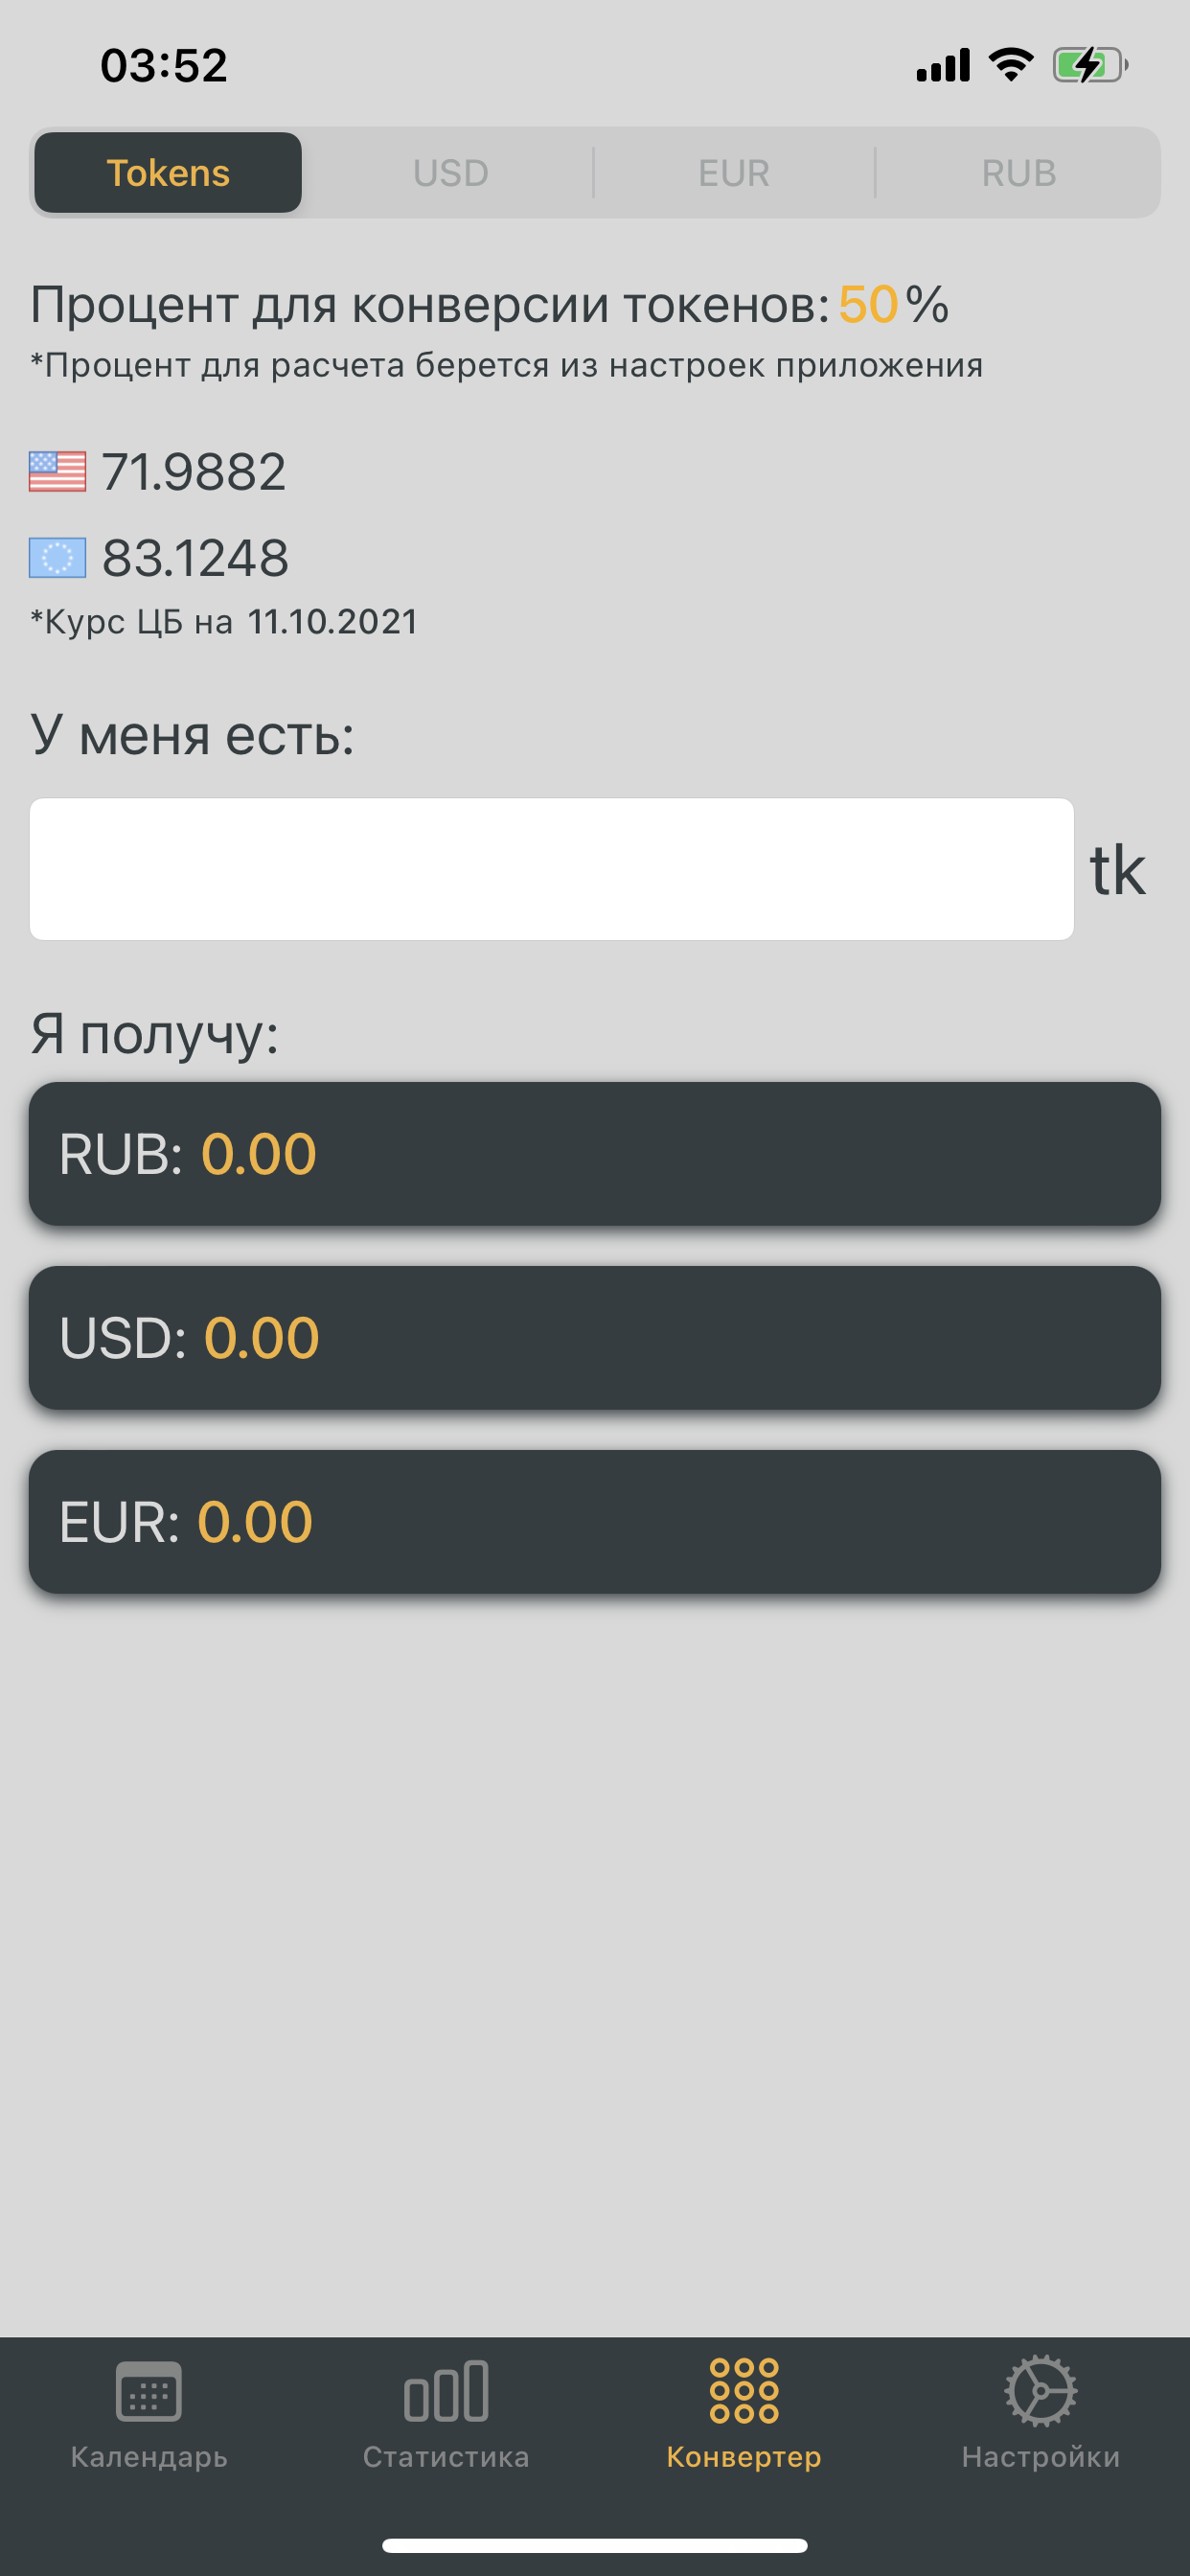 03:52
Tokens USD EUR RUB
Процент для конверсии токенов: 50 %
*Процент для расчета берется из настроек приложения
71.9882
83.1248
*Курс ЦБ на 11.10.2021
У меня есть:
tk
Я получу:
RUB: 0.00
USD: 0.00
EUR: 0.00
Календарь Статистика Конвертер Настройки